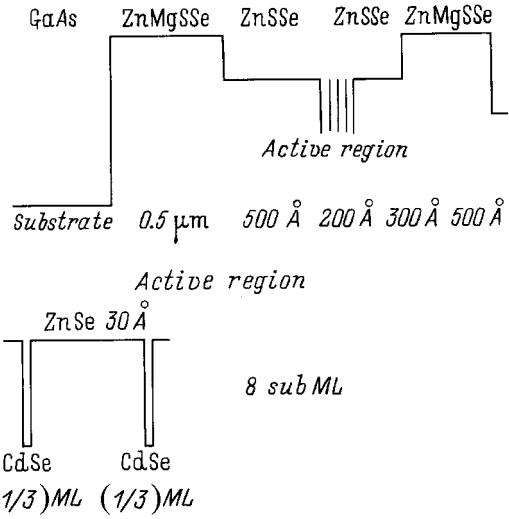 GaAs ZnMgSSe ZnSSe ZnSSe ZnMgSSe
Active region
Substrate 0.5 μm 500 Å 200 Å 300 Å 500 Å
Active region
ZnSe 30 Å
8 sub ML
CdSe CdSe
1/3)ML (1/3)ML